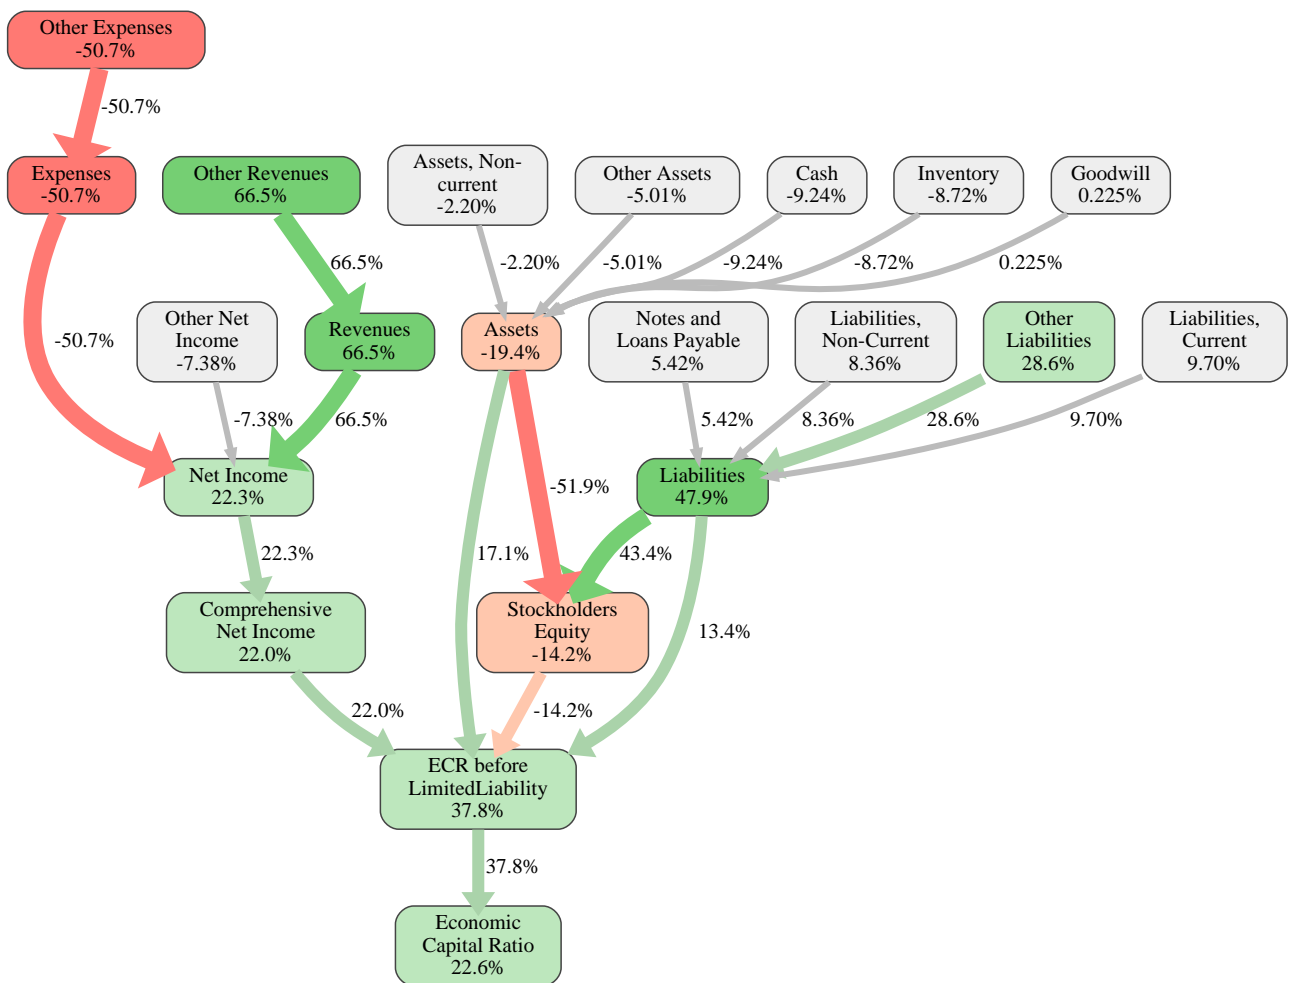 Other Expenses
-50.7%
-50.7%
Expenses
-50.7%
Other Revenues
66.5%
Assets, Non-
current
-2.20%
Other Assets
-5.01%
Cash
-9.24%
Inventory
-8.72%
Goodwill
0.225%
66.5%
-2.20%
-5.01%
-9.24%
-8.72%
0.225%
-50.7%
Other Net
Income
-7.38%
Revenues
66.5%
Assets
-19.4%
Notes and
Loans Payable
5.42%
Liabilities,
Non-Current
8.36%
Other
Liabilities
28.6%
Liabilities,
Current
9.70%
-7.38%
66.5%
5.42%
8.36%
28.6%
9.70%
Net Income
22.3%
-51.9%
Liabilities
47.9%
22.3%
17.1%
43.4%
Comprehensive
Net Income
22.0%
Stockholders
Equity
-14.2%
13.4%
22.0%
-14.2%
ECR before
LimitedLiability
37.8%
37.8%
Economic
Capital Ratio
22.6%